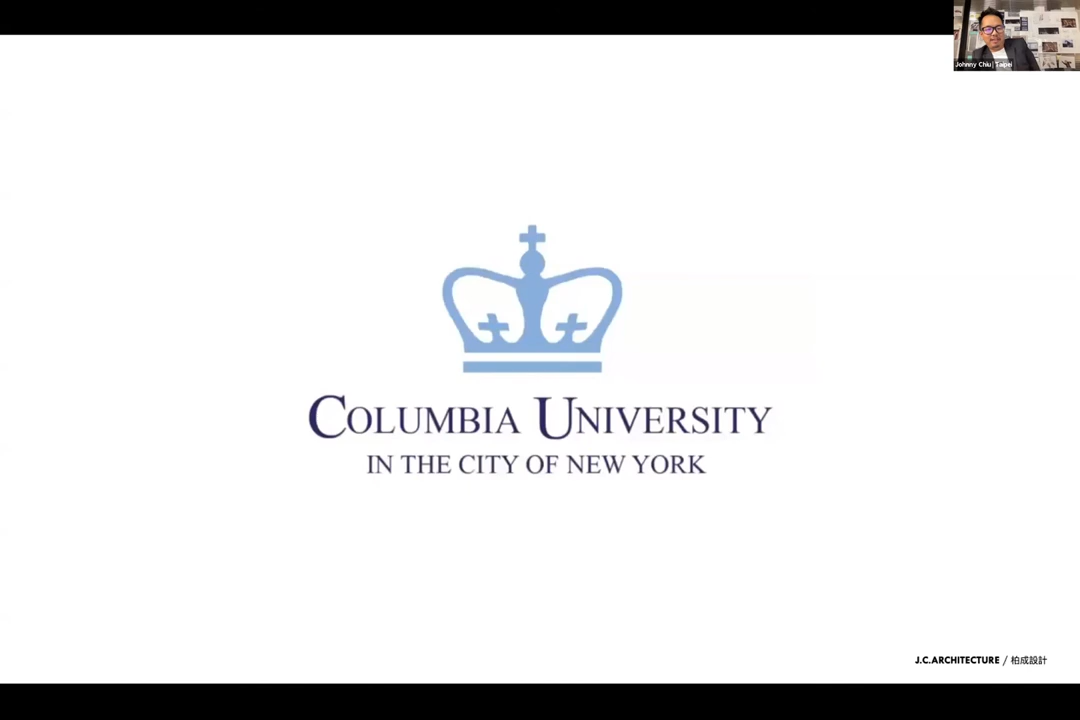 Johnny Chiu | Taipei
COLUMBIA UNIVERSITY
IN THE CITY OF NEW YORK
J.C.ARCHITECTURE / 柏成設計